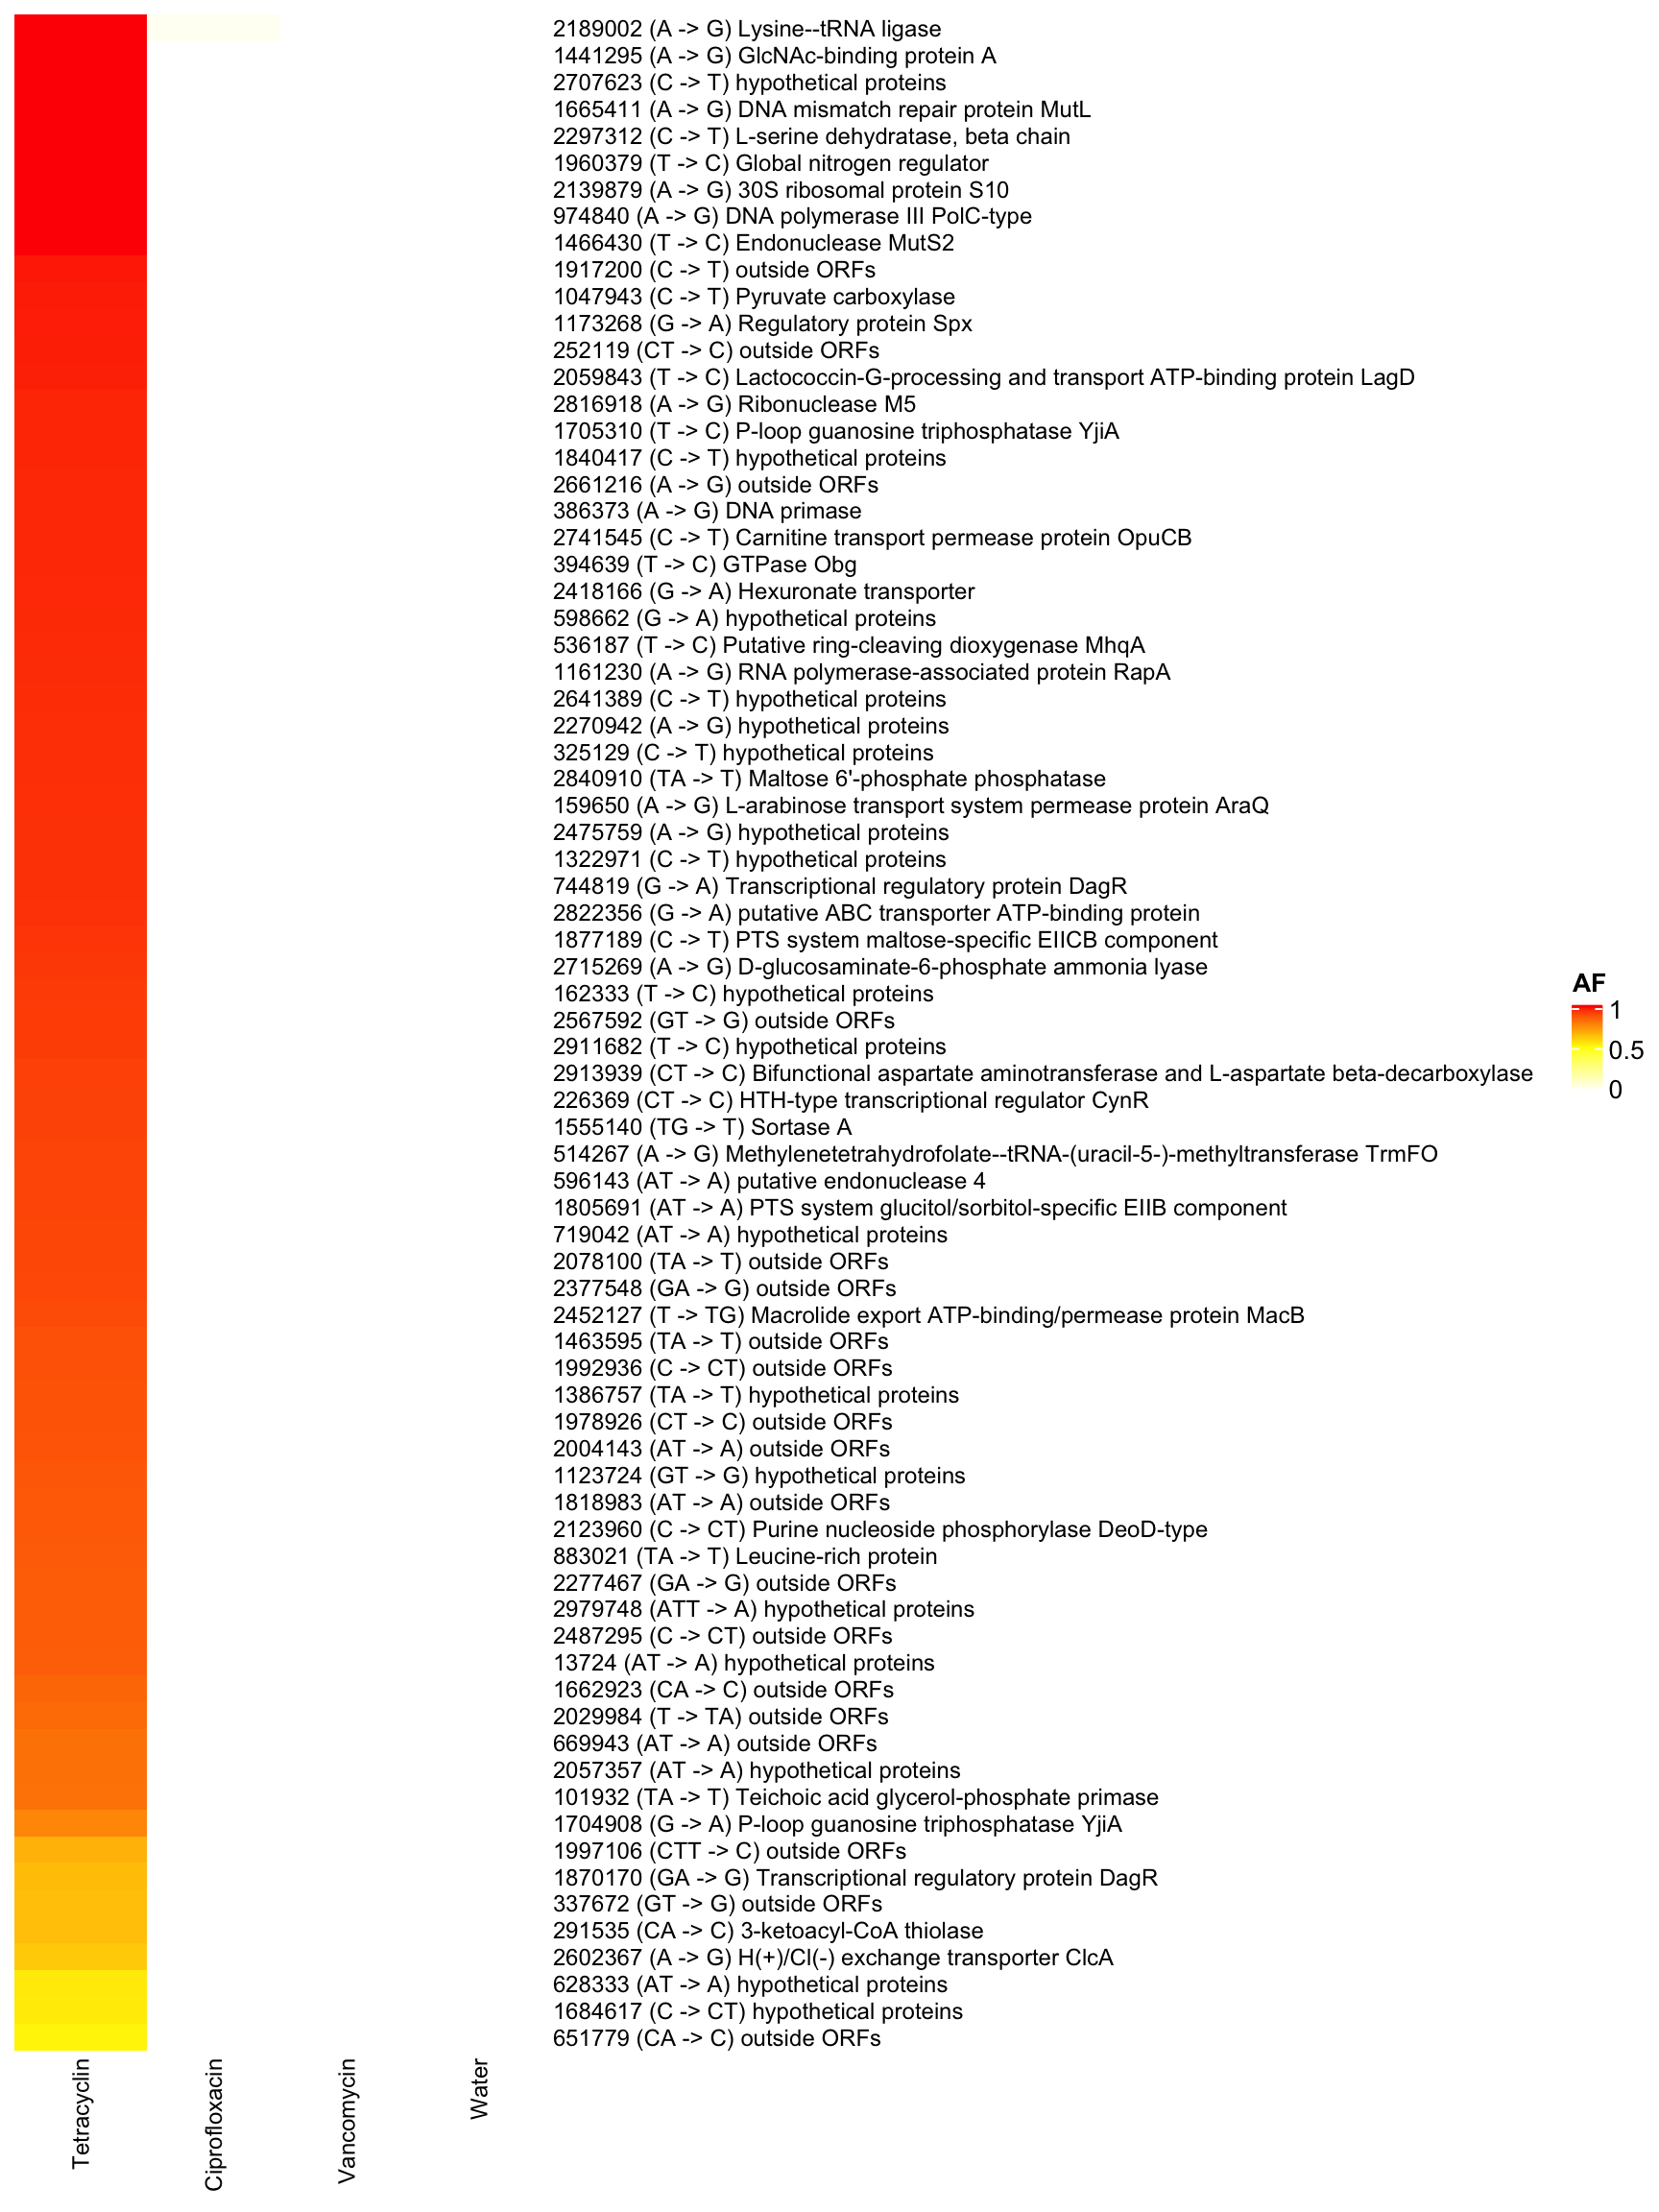 2189002 (A -> G) Lysine--tRNA ligase
1441295 (A -> G) GlcNAc-binding protein A
2707623 (C -> T) hypothetical proteins
1665411 (A -> G) DNA mismatch repair protein MutL
2297312 (C -> T) L-serine dehydratase, beta chain
1960379 (T -> C) Global nitrogen regulator
2139879 (A -> G) 30S ribosomal protein S10
974840 (A -> G) DNA polymerase III PolC-type
1466430 (T -> C) Endonuclease MutS2
1917200 (C -> T) outside ORFs
1047943 (C -> T) Pyruvate carboxylase
1173268 (G -> A) Regulatory protein Spx
252119 (CT -> C) outside ORFs
2059843 (T -> C) Lactococcin-G-processing and transport ATP-binding protein LagD
2816918 (A -> G) Ribonuclease M5
1705310 (T -> C) P-loop guanosine triphosphatase YjiA
1840417 (C -> T) hypothetical proteins
2661216 (A -> G) outside ORFs
386373 (A -> G) DNA primase
2741545 (C -> T) Carnitine transport permease protein OpuCB
394639 (T -> C) GTPase Obg
2418166 (G -> A) Hexuronate transporter
598662 (G -> A) hypothetical proteins
536187 (T -> C) Putative ring-cleaving dioxygenase MhqA
1161230 (A -> G) RNA polymerase-associated protein RapA
2641389 (C -> T) hypothetical proteins
2270942 (A -> G) hypothetical proteins
325129 (C -> T) hypothetical proteins
2840910 (TA -> T) Maltose 6'-phosphate phosphatase
159650 (A -> G) L-arabinose transport system permease protein AraQ
2475759 (A -> G) hypothetical proteins
1322971 (C -> T) hypothetical proteins
744819 (G -> A) Transcriptional regulatory protein DagR
2822356 (G -> A) putative ABC transporter ATP-binding protein
1877189 (C -> T) PTS system maltose-specific EIICB component
2715269 (A -> G) D-glucosaminate-6-phosphate ammonia lyase
162333 (T -> C) hypothetical proteins
2567592 (GT -> G) outside ORFs
2911682 (T -> C) hypothetical proteins
2913939 (CT -> C) Bifunctional aspartate aminotransferase and L-aspartate beta-decarboxylase
226369 (CT -> C) HTH-type transcriptional regulator CynR
1555140 (TG -> T) Sortase A
514267 (A -> G) Methylenetetrahydrofolate--tRNA-(uracil-5-)-methyltransferase TrmFO
596143 (AT -> A) putative endonuclease 4
1805691 (AT -> A) PTS system glucitol/sorbitol-specific EIIB component
719042 (AT -> A) hypothetical proteins
2078100 (TA -> T) outside ORFs
2377548 (GA -> G) outside ORFs
2452127 (T -> TG) Macrolide export ATP-binding/permease protein MacB
1463595 (TA -> T) outside ORFs
1992936 (C -> CT) outside ORFs
1386757 (TA -> T) hypothetical proteins
1978926 (CT -> C) outside ORFs
2004143 (AT -> A) outside ORFs
1123724 (GT -> G) hypothetical proteins
1818983 (AT -> A) outside ORFs
2123960 (C -> CT) Purine nucleoside phosphorylase DeoD-type
883021 (TA -> T) Leucine-rich protein
2277467 (GA -> G) outside ORFs
2979748 (ATT -> A) hypothetical proteins
2487295 (C -> CT) outside ORFs
13724 (AT -> A) hypothetical proteins
1662923 (CA -> C) outside ORFs
2029984 (T -> TA) outside ORFs
669943 (AT -> A) outside ORFs
2057357 (AT -> A) hypothetical proteins
101932 (TA -> T) Teichoic acid glycerol-phosphate primase
1704908 (G -> A) P-loop guanosine triphosphatase YjiA
1997106 (CTT -> C) outside ORFs
1870170 (GA -> G) Transcriptional regulatory protein DagR
337672 (GT -> G) outside ORFs
291535 (CA -> C) 3-ketoacyl-CoA thiolase
2602367 (A -> G) H(+)/Cl(-) exchange transporter ClcA
628333 (AT -> A) hypothetical proteins
1684617 (C -> CT) hypothetical proteins
651779 (CA -> C) outside ORFs
Tetracyclin
Ciprofloxacin
Vancomycin
Water
AF
1
0.5
0